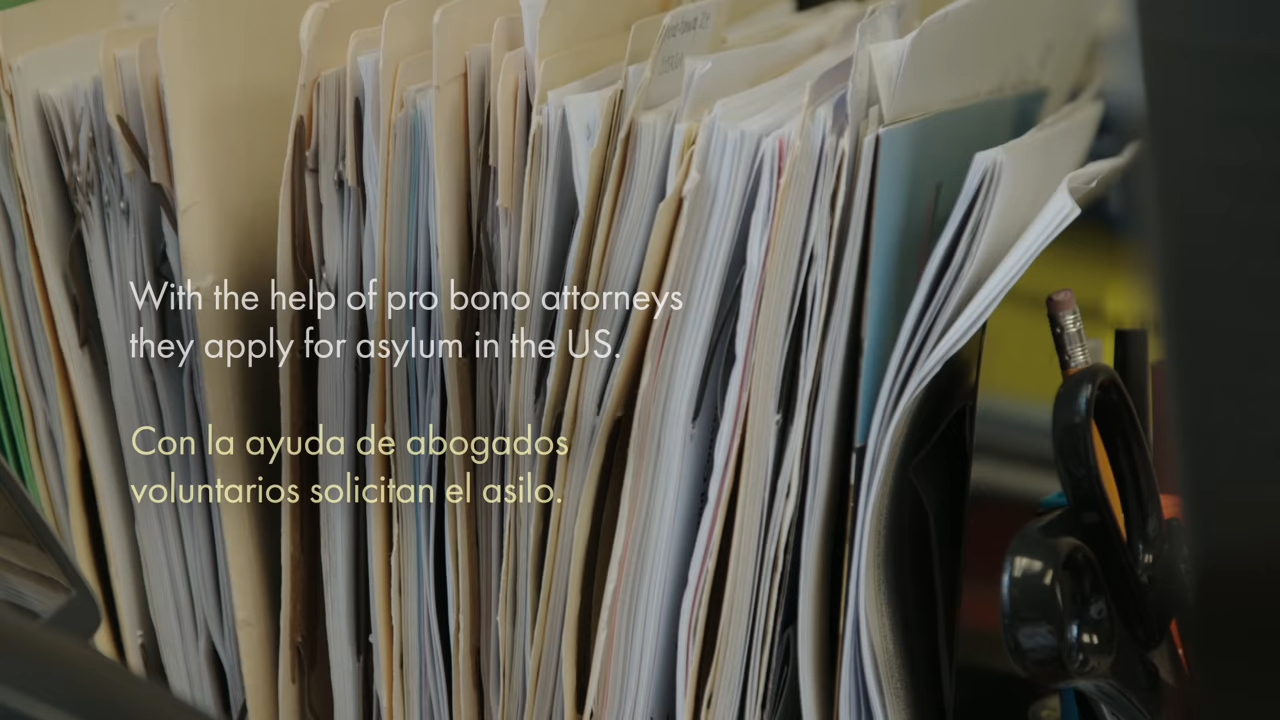 With the help of pro bono attorneys
they apply for asylum in the US.
Con la ayuda de abogados
voluntarios solicitan el asilo.